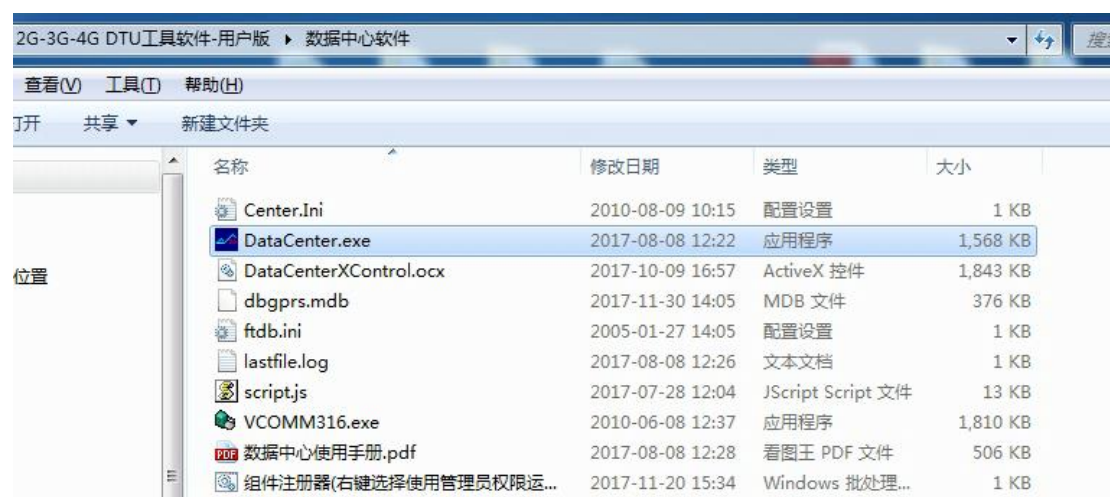 2G-3G-4G DTU工具软件-用户版 ▸ 数据中心软件
查看(V) 工具(T) 帮助(H)
打开 共享 ▼ 新建文件夹
名称 修改日期 类型 大小
Center.Ini 2010-08-09 10:15 配置设置 1 KB
DataCenter.exe 2017-08-08 12:22 应用程序 1,568 KB
DataCenterXControl.ocx 2017-10-09 16:57 ActiveX 控件 1,843 KB
位置
dbgprs.mdb 2017-11-30 14:05 MDB 文件 376 KB
ftdb.ini 2005-01-27 14:05 配置设置 1 KB
lastfile.log 2017-08-08 12:26 文本文档 1 KB
script.js 2017-07-28 12:04 JScript Script 文件 13 KB
VCOMM316.exe 2010-06-08 12:37 应用程序 1,810 KB
PDF 数据中心使用手册.pdf 2017-08-08 12:28 看图王 PDF 文件 506 KB
组件注册器(右键选择使用管理员权限运... 2017-11-20 15:34 Windows 批处理... 1 KB